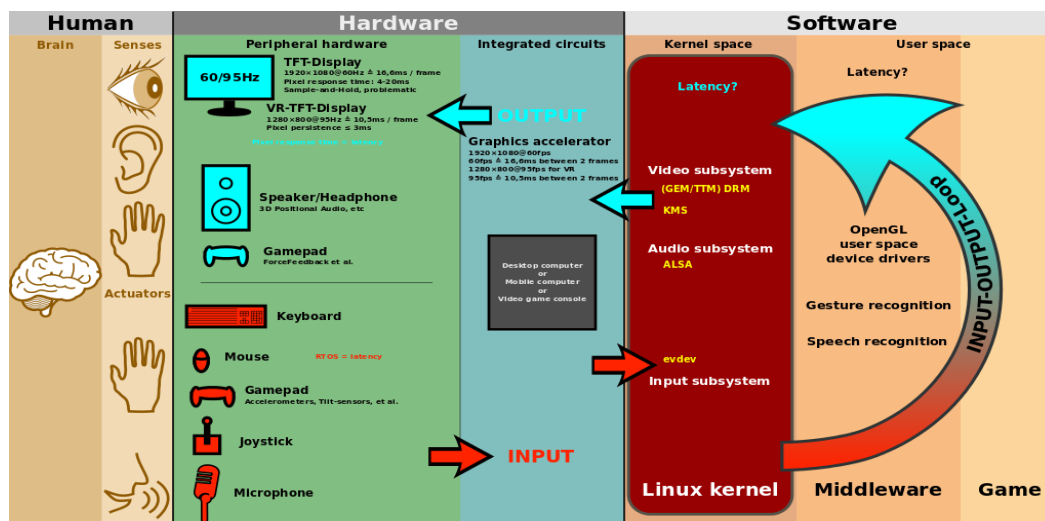 Human
Hardware
Software
Brain
Senses
Peripheral hardware
Integrated circuits
Kernel space
User space
60/95Hz
TFT-Display
1920×1080@60Hz ≙ 16,6ms / frame
Pixel response time: 4-20ms
Sample-and-Hold, problematic
VR-TFT-Display
1280×800@95Hz ≙ 10,5ms / frame
Pixel persistence ≤ 3ms
OUTPUT
Graphics accelerator
1920×1080@60fps
60fps ≙ 16,6ms between 2 frames
1280×800@95fps for VR
95fps ≙ 10,5ms between 2 frames
Speaker/Headphone
3D Positional Audio, etc
Gamepad
ForceFeedback et al.
Desktop computer
or
Mobile computer
or
Video game console
Actuators
Keyboard
Mouse
RTOS = latency
Gamepad
Accelerometers, Tilt-sensors, et al.
Joystick
INPUT
Microphone
Latency?
Video subsystem
(GEM/TTM) DRM
KMS
Audio subsystem
ALSA
evdev
Input subsystem
Linux kernel
Latency?
OpenGL
user space
device drivers
Gesture recognition
Speech recognition
INPUT-OUTPUT-Loop
Middleware
Game